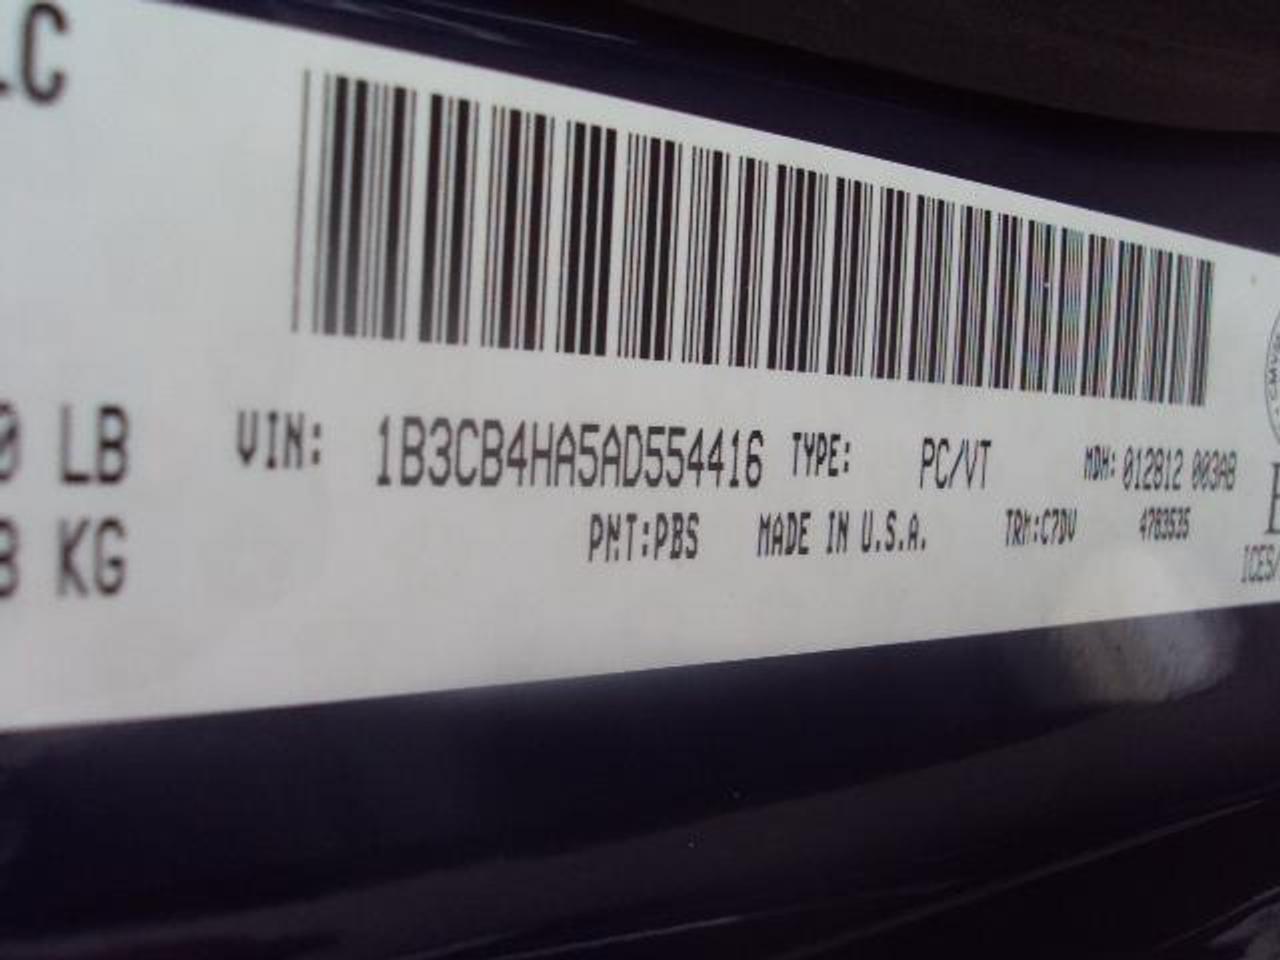 LC
0 LB
VIN: 1B3CB4HA5AD554416 TYPE: PC/VT MDH: 012812 003AB
PNT:PBS MADE IN U.S.A. TRM:C7DV 4783535
8 KG
ICES/